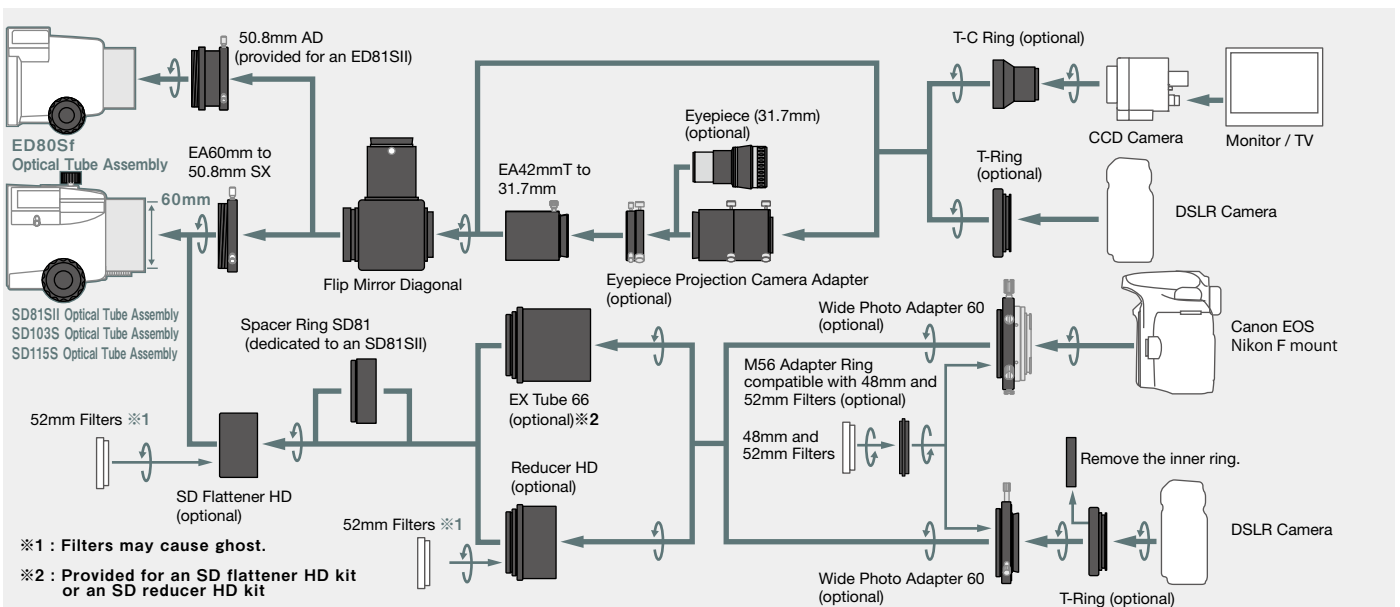 50.8mm AD
(provided for an ED81SII)
ED80Sf
Optical Tube Assembly
EA60mm to
50.8mm SX
60mm
SD81SII Optical Tube Assembly
SD103S Optical Tube Assembly
SD115S Optical Tube Assembly
Flip Mirror Diagonal
EA42mmT to
31.7mm
Eyepiece (31.7mm)
(optional)
Eyepiece Projection Camera Adapter
(optional)
T-C Ring (optional)
CCD Camera
Monitor / TV
T-Ring
(optional)
DSLR Camera
Spacer Ring SD81
(dedicated to an SD81SII)
52mm Filters ※1
SD Flattener HD
(optional)
EX Tube 66
(optional)※2
Reducer HD
(optional)
52mm Filters ※1
Wide Photo Adapter 60
(optional)
Canon EOS
Nikon F mount
M56 Adapter Ring
compatible with 48mm and
52mm Filters (optional)
48mm and
52mm Filters
Remove the inner ring.
DSLR Camera
Wide Photo Adapter 60
(optional)
T-Ring (optional)
※1 : Filters may cause ghost.
※2 : Provided for an SD flattener HD kit
or an SD reducer HD kit